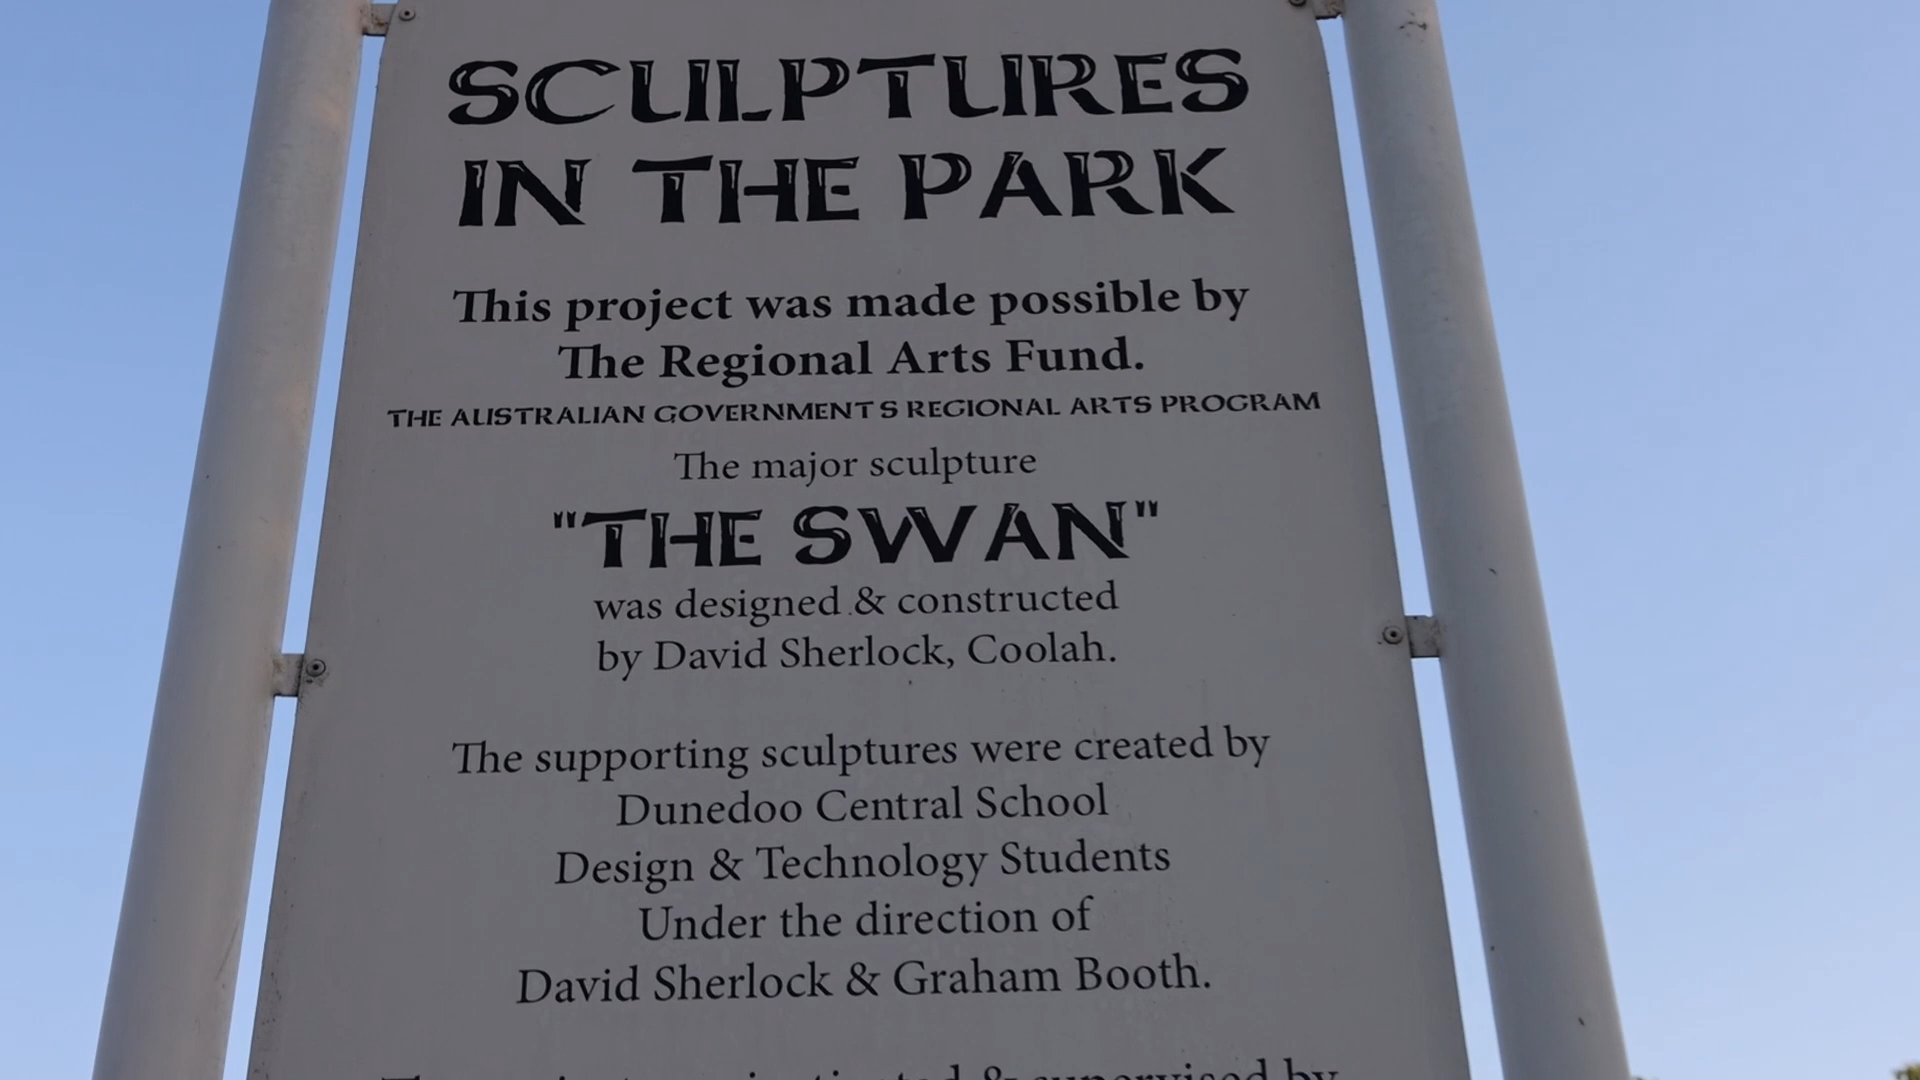 SCULPTURES
IN THE PARK
This project was made possible by
The Regional Arts Fund.
THE AUSTRALIAN GOVERNMENT S REGIONAL ARTS PROGRAM
The major sculpture
"THE SWAN"
was designed & constructed
by David Sherlock, Coolah.
The supporting sculptures were created by
Dunedoo Central School
Design & Technology Students
Under the direction of
David Sherlock & Graham Booth.
& supervised by